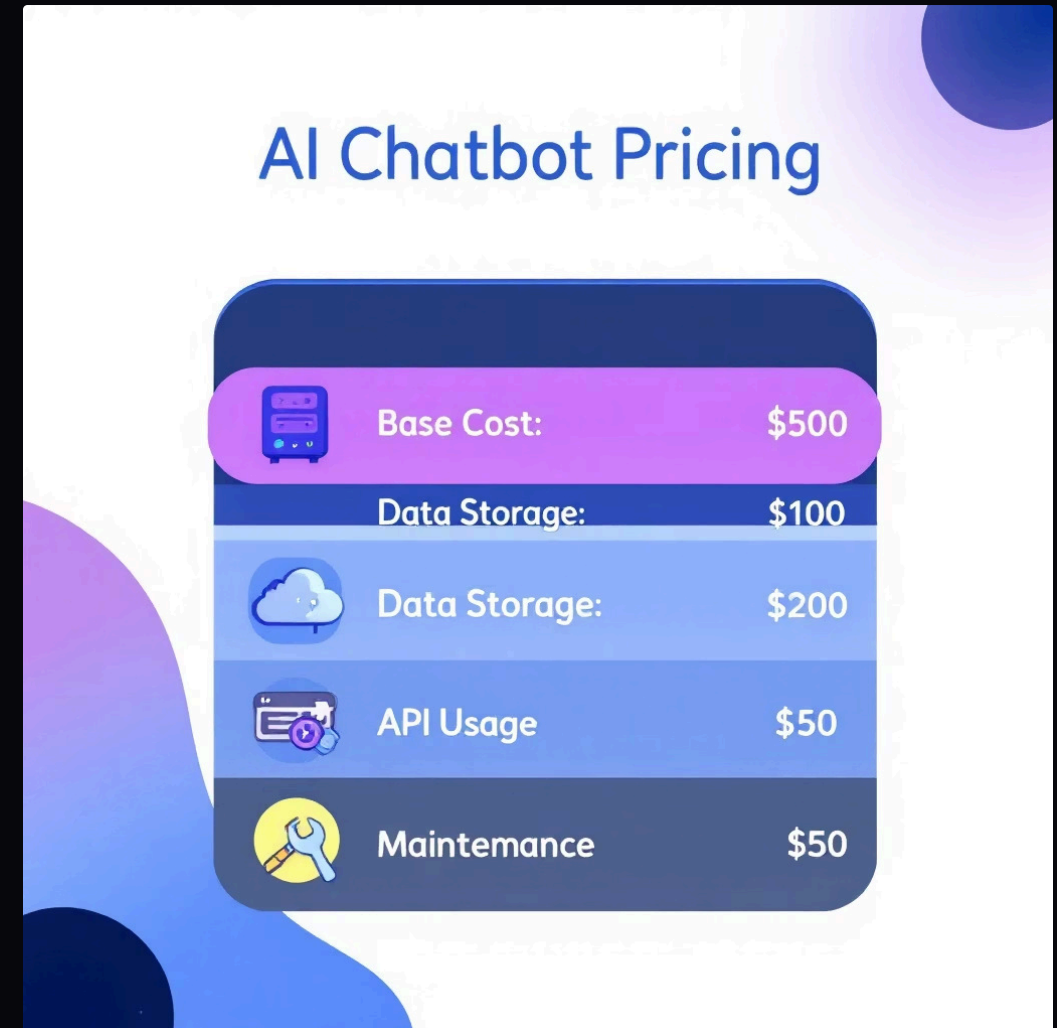 AI Chatbot Pricing
Base Cost: $500
Data Storage: $100
Data Storage: $200
API Usage $50
Maintemance $50